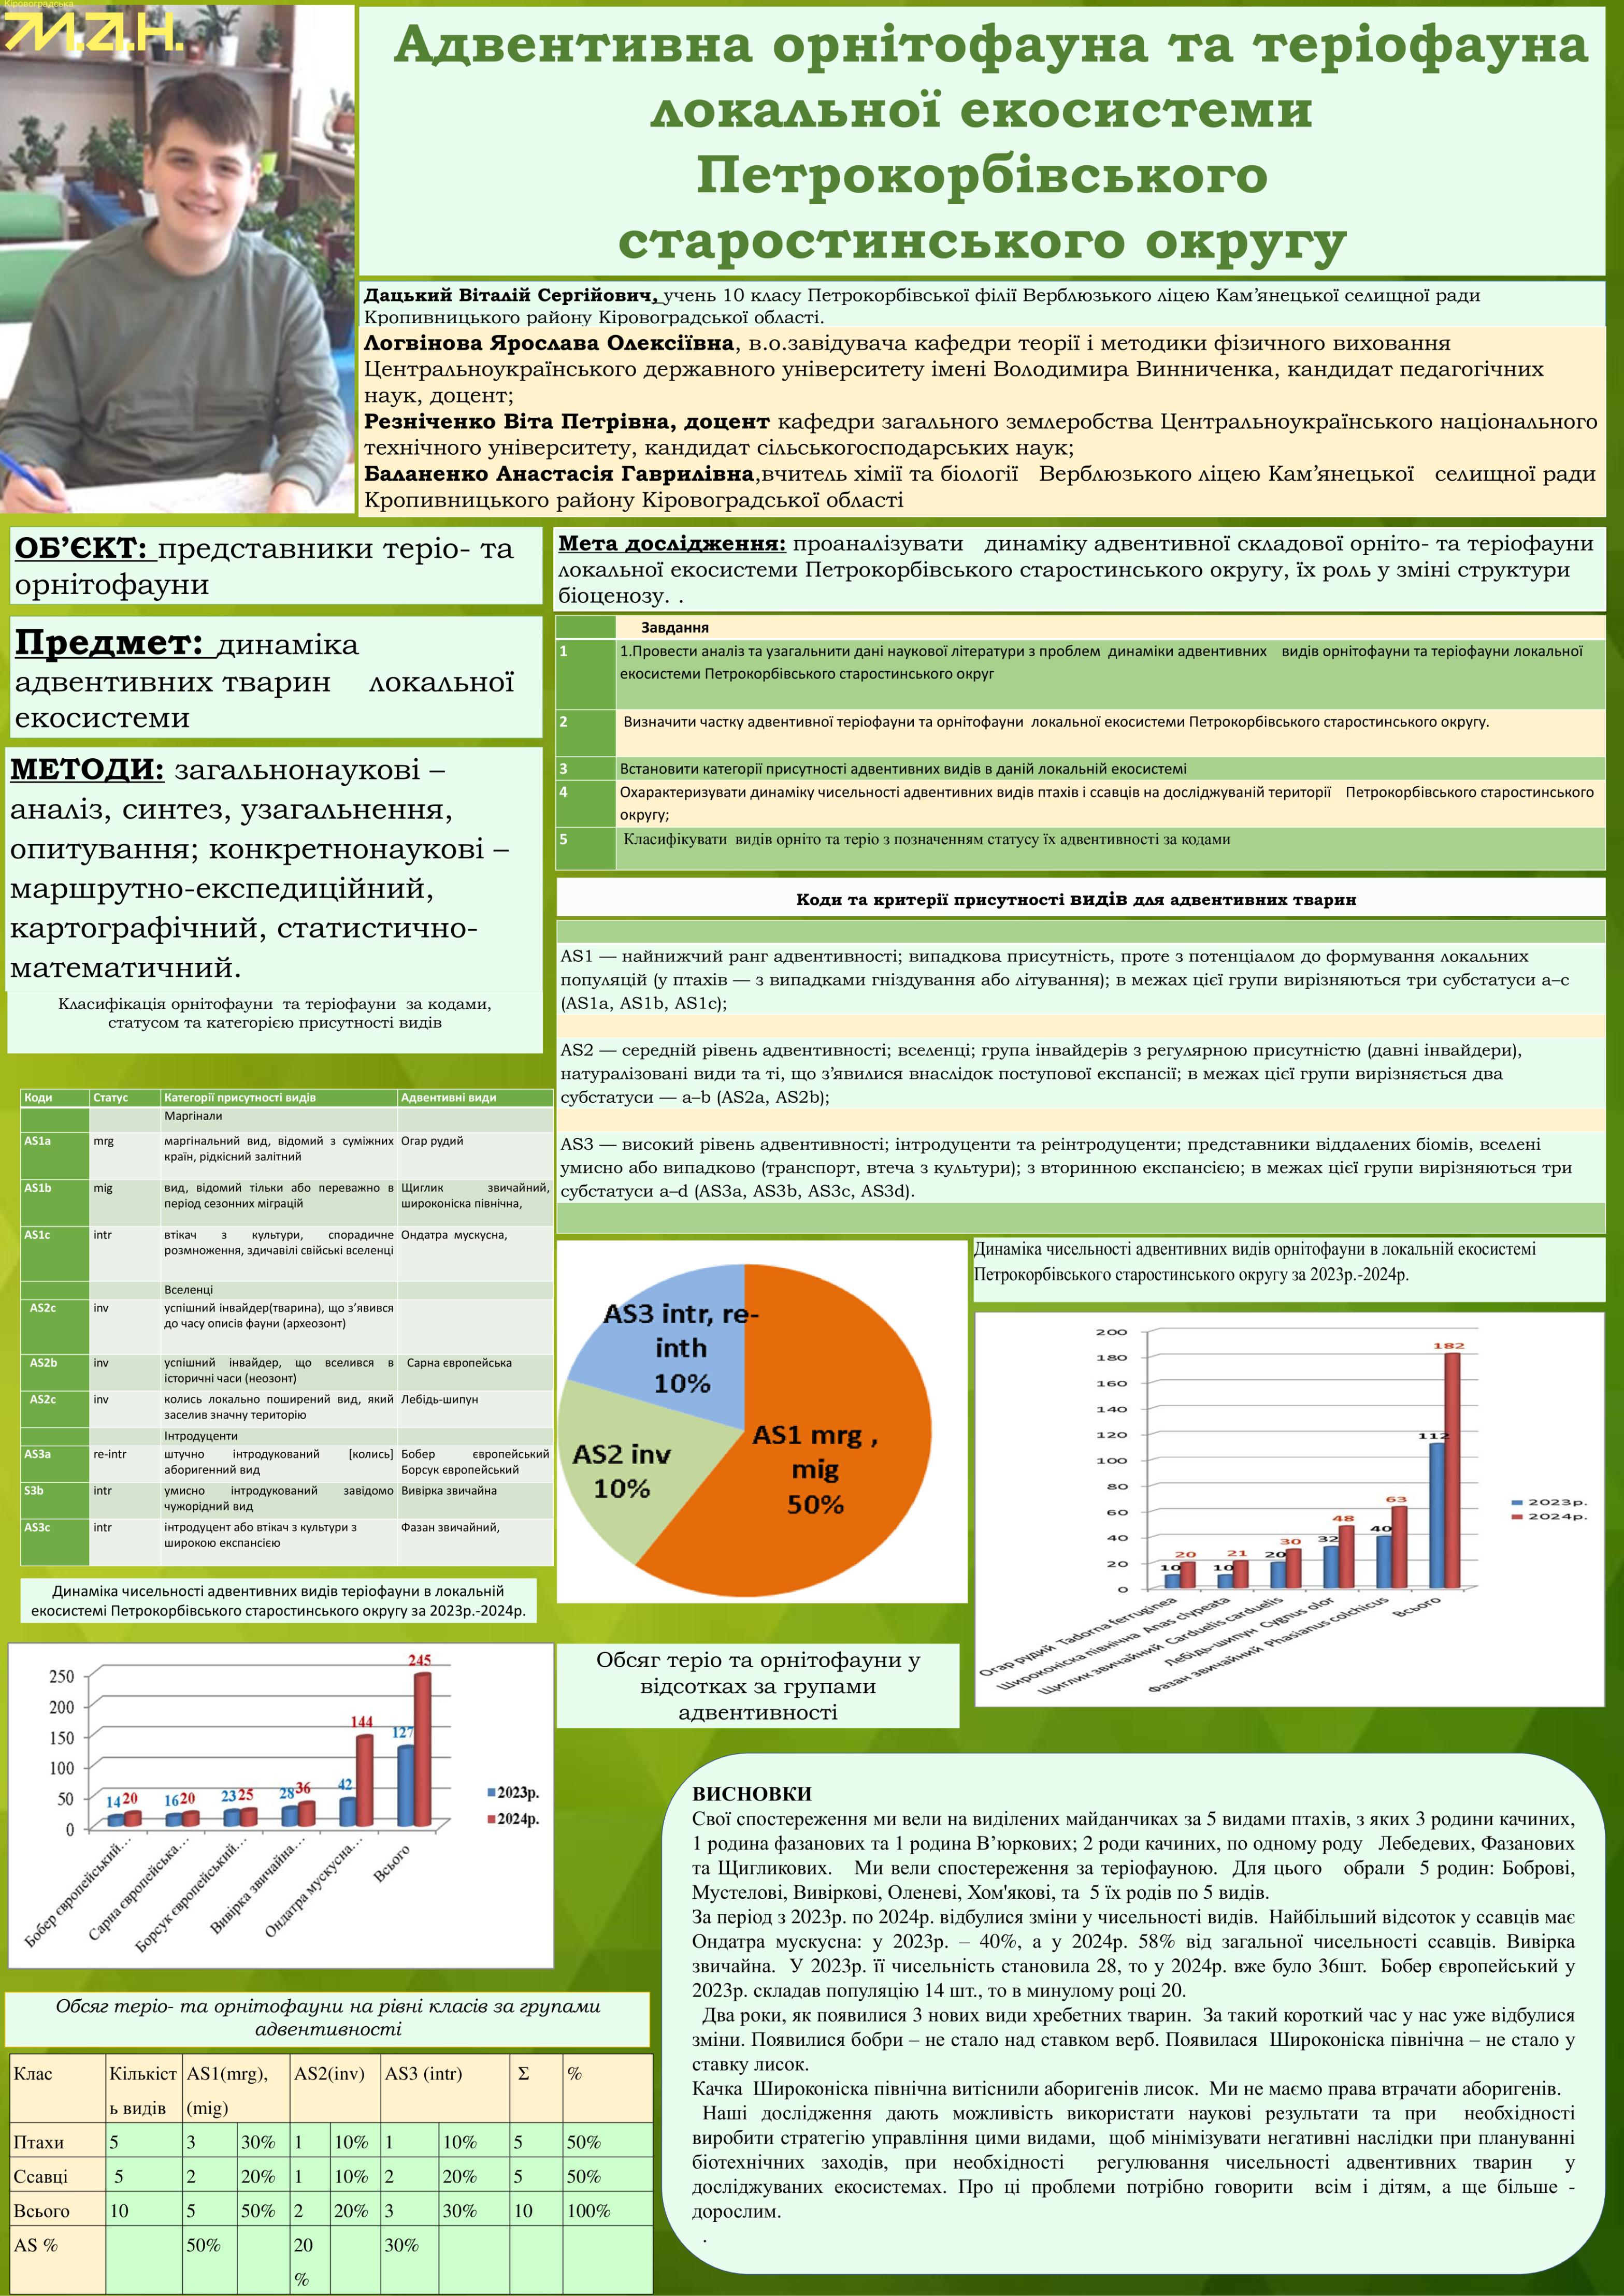 Кіровоградська.
М.А.Н.
Адвентивна орнітофауна та теріофауна
локальної екосистеми
Петрокорбівського
старостинського округу
Дацький Віталій Сергійович, учень 10 класу Петрокорбівської філії Верблюзького ліцею Кам’янецької селищної ради
Кропивницького району Кіровоградської області.
Логвінова Ярослава Олексіївна, в.о.завідувача кафедри теорії і методики фізичного виховання
Центральноукраїнського державного університету імені Володимира Винниченка, кандидат педагогічних
наук, доцент;
Резніченко Віта Петрівна, доцент кафедри загального землеробства Центральноукраїнського національного
технічного університету, кандидат сільськогосподарських наук;
Баланенко Анастасія Гаврилівна,вчитель хімії та біології Верблюзького ліцею Кам’янецької селищної ради
Кропивницького району Кіровоградської області
ОБ’ЄКТ: представники теріо- та
орнітофауни
Предмет: динаміка
адвентивних тварин локальної
екосистеми
МЕТОДИ: загальнонаукові –
аналіз, синтез, узагальнення,
опитування; конкретнонаукові –
маршрутно-експедиційний,
картографічний, статистично-
математичний.
Класифікація орнітофауни та теріофауни за кодами,
статусом та категорією присутності видів
Мета дослідження: проаналізувати динаміку адвентивної складової орніто- та теріофауни
локальної екосистеми Петрокорбівського старостинського округу, їх роль у зміні структури
біоценозу. .
Завдання
1 1.Провести аналіз та узагальнити дані наукової літератури з проблем динаміки адвентивних видів орнітофауни та теріофауни локальної
екосистеми Петрокорбівського старостинського округ
2 Визначити частку адвентивної теріофауни та орнітофауни локальної екосистеми Петрокорбівського старостинського округу.
3 Встановити категорії присутності адвентивних видів в даній локальній екосистемі
4 Охарактеризувати динаміку чисельності адвентивних видів птахів і ссавців на досліджуваній території Петрокорбівського старостинського
округу;
5 Класифікувати видів орніто та теріо з позначенням статусу їх адвентивності за кодами
Коди та критерії присутності видів для адвентивних тварин
AS1 — найнижчий ранг адвентивності; випадкова присутність, проте з потенціалом до формування локальних
популяцій (у птахів — з випадками гніздування або літування); в межах цієї групи вирізняються три субстатуси a–c
(AS1a, AS1b, AS1c);
AS2 — середній рівень адвентивності; вселенці; група інвайдерів з регулярною присутністю (давні інвайдери),
натуралізовані види та ті, що з’явилися внаслідок поступової експансії; в межах цієї групи вирізняється два
субстатуси — a–b (AS2a, AS2b);
AS3 — високий рівень адвентивності; інтродуценти та реінтродуценти; представники віддалених біомів, вселені
умисно або випадково (транспорт, втеча з культури); з вторинною експансією; в межах цієї групи вирізняються три
субстатуси a–d (AS3a, AS3b, AS3c, AS3d).
Коди Статус Категорії присутності видів Адвентивні види
Маргінали
AS1a mrg маргінальний вид, відомий з суміжних Огар рудий
країн, рідкісний залітний
AS1b mig вид, відомий тільки або переважно в Щиглик звичайний,
період сезонних міграцій широконіска північна,
AS1c intr втікач з культури, спорадичне Ондатра мускусна,
розмноження, здичавілі свійські вселенці
Вселенці
AS2c inv успішний інвайдер(тварина), що з’явився
до часу описів фауни (археозонт)
AS2b inv успішний інвайдер, що вселився в Сарна європейська
історичні часи (неозонт)
AS2c inv колись локально поширений вид, який Лебідь-шипун
заселив значну територію
Інтродуценти
AS3a re-intr штучно інтродукований [колись] Бобер європейський
аборигенний вид Борсук європейський
S3b intr умисно інтродукований завідомо Вивірка звичайна
чужорідний вид
AS3c intr інтродуцент або втікач з культури з Фазан звичайний,
широкою експансією
AS3 intr, re-
inth
10%
AS2 inv
10%
AS1 mrg ,
mig
50%
Динаміка чисельності адвентивних видів орнітофауни в локальній екосистемі
Петрокорбівського старостинського округу за 2023р.-2024р.
200
180
160
140
120
100
80
60
40
20
0
10 20 10 21 20 30 32 48 40 63 112 182
2023р.
2024р.
Огар рудий Tadorna ferruginea
Широконіска північна Anas clypeata
Щиглик звичайний Carduelis carduelis
Лебідь-шипун Cygnus olor
Фазан звичайний Phasianus colchicus
Всього
Динаміка чисельності адвентивних видів теріофауни в локальній
екосистемі Петрокорбівського старостинського округу за 2023р.-2024р.
250
200
150
100
50
0
14 20 16 20 23 25 28 36 42 144 127 245
2023р.
2024р.
Бобер європейський…
Сарна європейська…
Борсук європейський…
Вивірка звичайна…
Ондатра мускусна…
Всього
Обсяг теріо та орнітофауни у
відсотках за групами
адвентивності
Обсяг теріо- та орнітофауни на рівні класів за групами
адвентивності
Клас Кількіст AS1(mrg), AS2(inv) AS3 (intr) Σ %
ь видів (mig)
Птахи 5 3 30% 1 10% 1 10% 5 50%
Ссавці 5 2 20% 1 10% 2 20% 5 50%
Всього 10 5 50% 2 20% 3 30% 10 100%
AS % 50% 20 30%
%
ВИСНОВКИ
Свої спостереження ми вели на виділених майданчиках за 5 видами птахів, з яких 3 родини качиних,
1 родина фазанових та 1 родина В’юркових; 2 роди качиних, по одному роду Лебедевих, Фазанових
та Щигликових. Ми вели спостереження за теріофауною. Для цього обрали 5 родин: Боброві,
Мустелові, Вивіркові, Оленеві, Хом'якові, та 5 їх родів по 5 видів.
За період з 2023р. по 2024р. відбулися зміни у чисельності видів. Найбільший відсоток у ссавців має
Ондатра мускусна: у 2023р. – 40%, а у 2024р. 58% від загальної чисельності ссавців. Вивірка
звичайна. У 2023р. її чисельність становила 28, то у 2024р. вже було 36шт. Бобер європейський у
2023р. складав популяцію 14 шт., то в минулому році 20.
Два роки, як появилися 3 нових види хребетних тварин. За такий короткий час у нас уже відбулися
зміни. Появилися бобри – не стало над ставком верб. Появилася Широконіска північна – не стало у
ставку лисок.
Качка Широконіска північна витіснили аборигенів лисок. Ми не маємо права втрачати аборигенів.
Наші дослідження дають можливість використати наукові результати та при необхідності
виробити стратегію управління цими видами, щоб мінімізувати негативні наслідки при плануванні
біотехнічних заходів, при необхідності регулювання чисельності адвентивних тварин у
досліджуваних екосистемах. Про ці проблеми потрібно говорити всім і дітям, а ще більше -
дорослим.
.